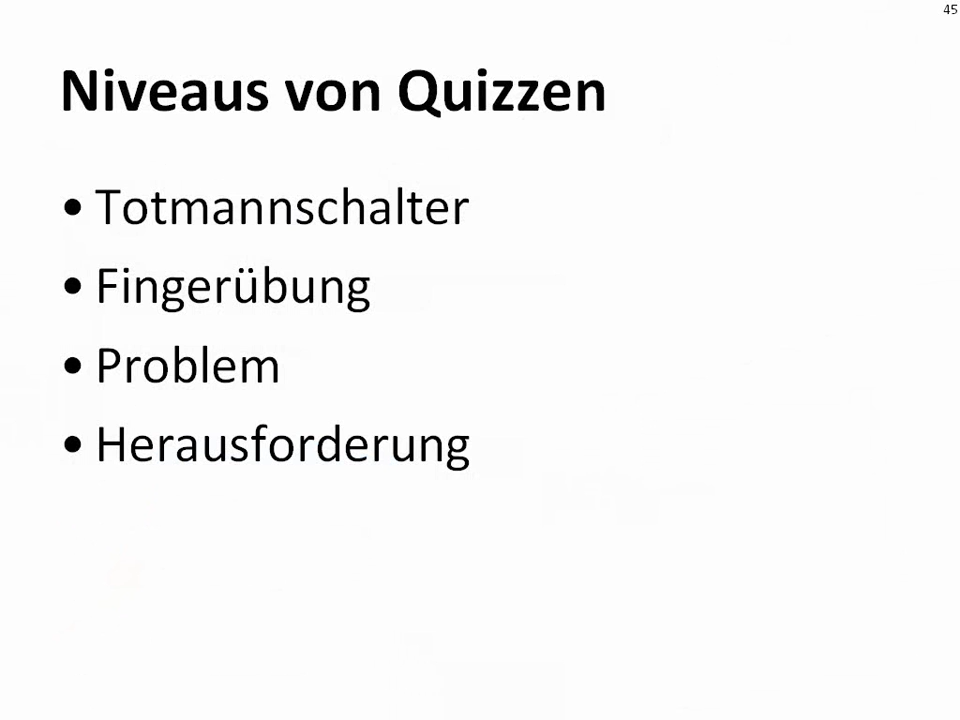 45
Niveaus von Quizzen
• Totmannschalter
• Fingerübung
• Problem
• Herausforderung